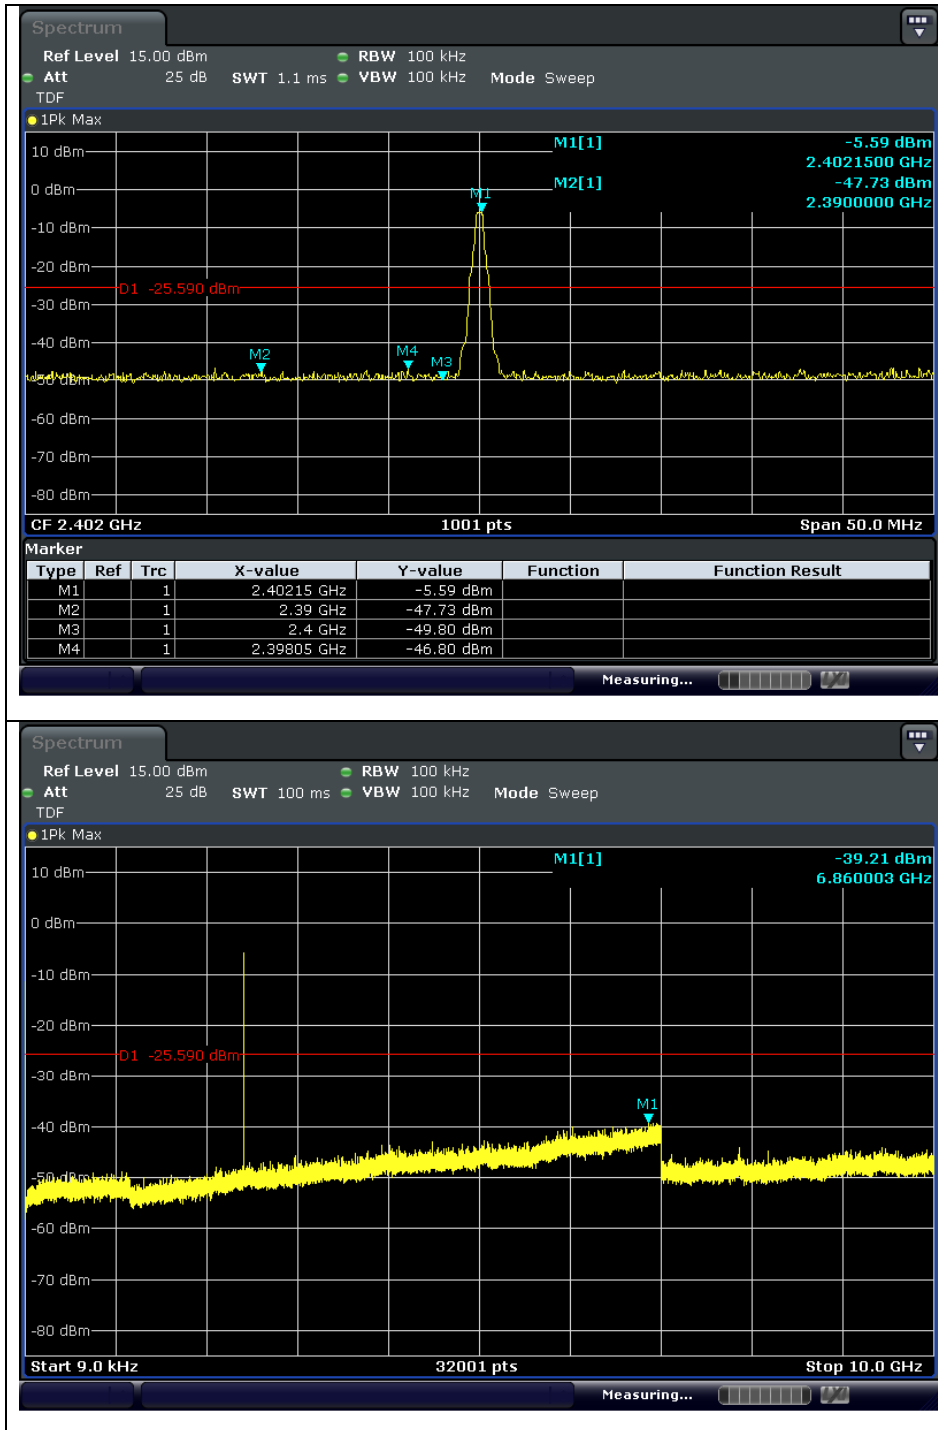 Spectrum
Ref Level 15.00 dBm RBW 100 kHz
Att 25 dB SWT 1.1 ms VBW 100 kHz Mode Sweep
TDF
1Pk Max
M1[1] -5.59 dBm
2.4021500 GHz
M2[1] -47.73 dBm
2.3900000 GHz
10 dBm
0 dBm
M1
-10 dBm
-20 dBm
D1 -25.590 dBm
-30 dBm
-40 dBm
M2 M4 M3
-50 dBm
-60 dBm
-70 dBm
-80 dBm
CF 2.402 GHz 1001 pts Span 50.0 MHz
Marker
Type Ref Trc X-value Y-value Function Function Result
M1 1 2.40215 GHz -5.59 dBm
M2 1 2.39 GHz -47.73 dBm
M3 1 2.4 GHz -49.80 dBm
M4 1 2.39805 GHz -46.80 dBm
Measuring...
Spectrum
Ref Level 15.00 dBm RBW 100 kHz
Att 25 dB SWT 100 ms VBW 100 kHz Mode Sweep
TDF
1Pk Max
M1[1] -39.21 dBm
6.860003 GHz
10 dBm
0 dBm
-10 dBm
-20 dBm
D1 -25.590 dBm
-30 dBm
M1
-40 dBm
-50 dBm
-60 dBm
-70 dBm
-80 dBm
Start 9.0 kHz 32001 pts Stop 10.0 GHz
Measuring...